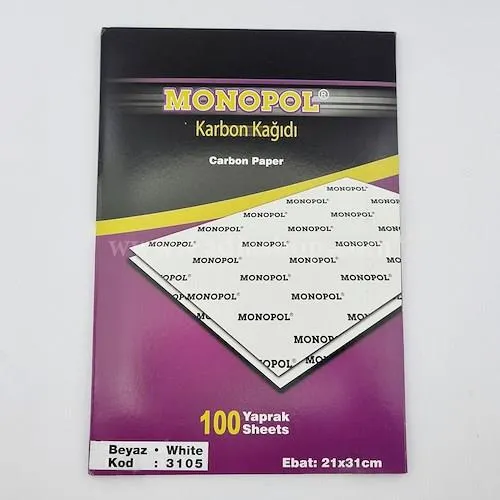 MONOPOL®
Karbon Kağıdı
Carbon Paper
MONOPOL® MONOPOL® MONOPOL®
MONOPOL® MONOPOL® MONOPOL®
MONOPOL® MONOPOL® MONOPOL®
MONOPOL® MONOPOL® MONOPOL®
MONOPOL® MONOPOL®
100 Yaprak
Sheets
Beyaz • White
Kod : 3105
Ebat: 21x31cm